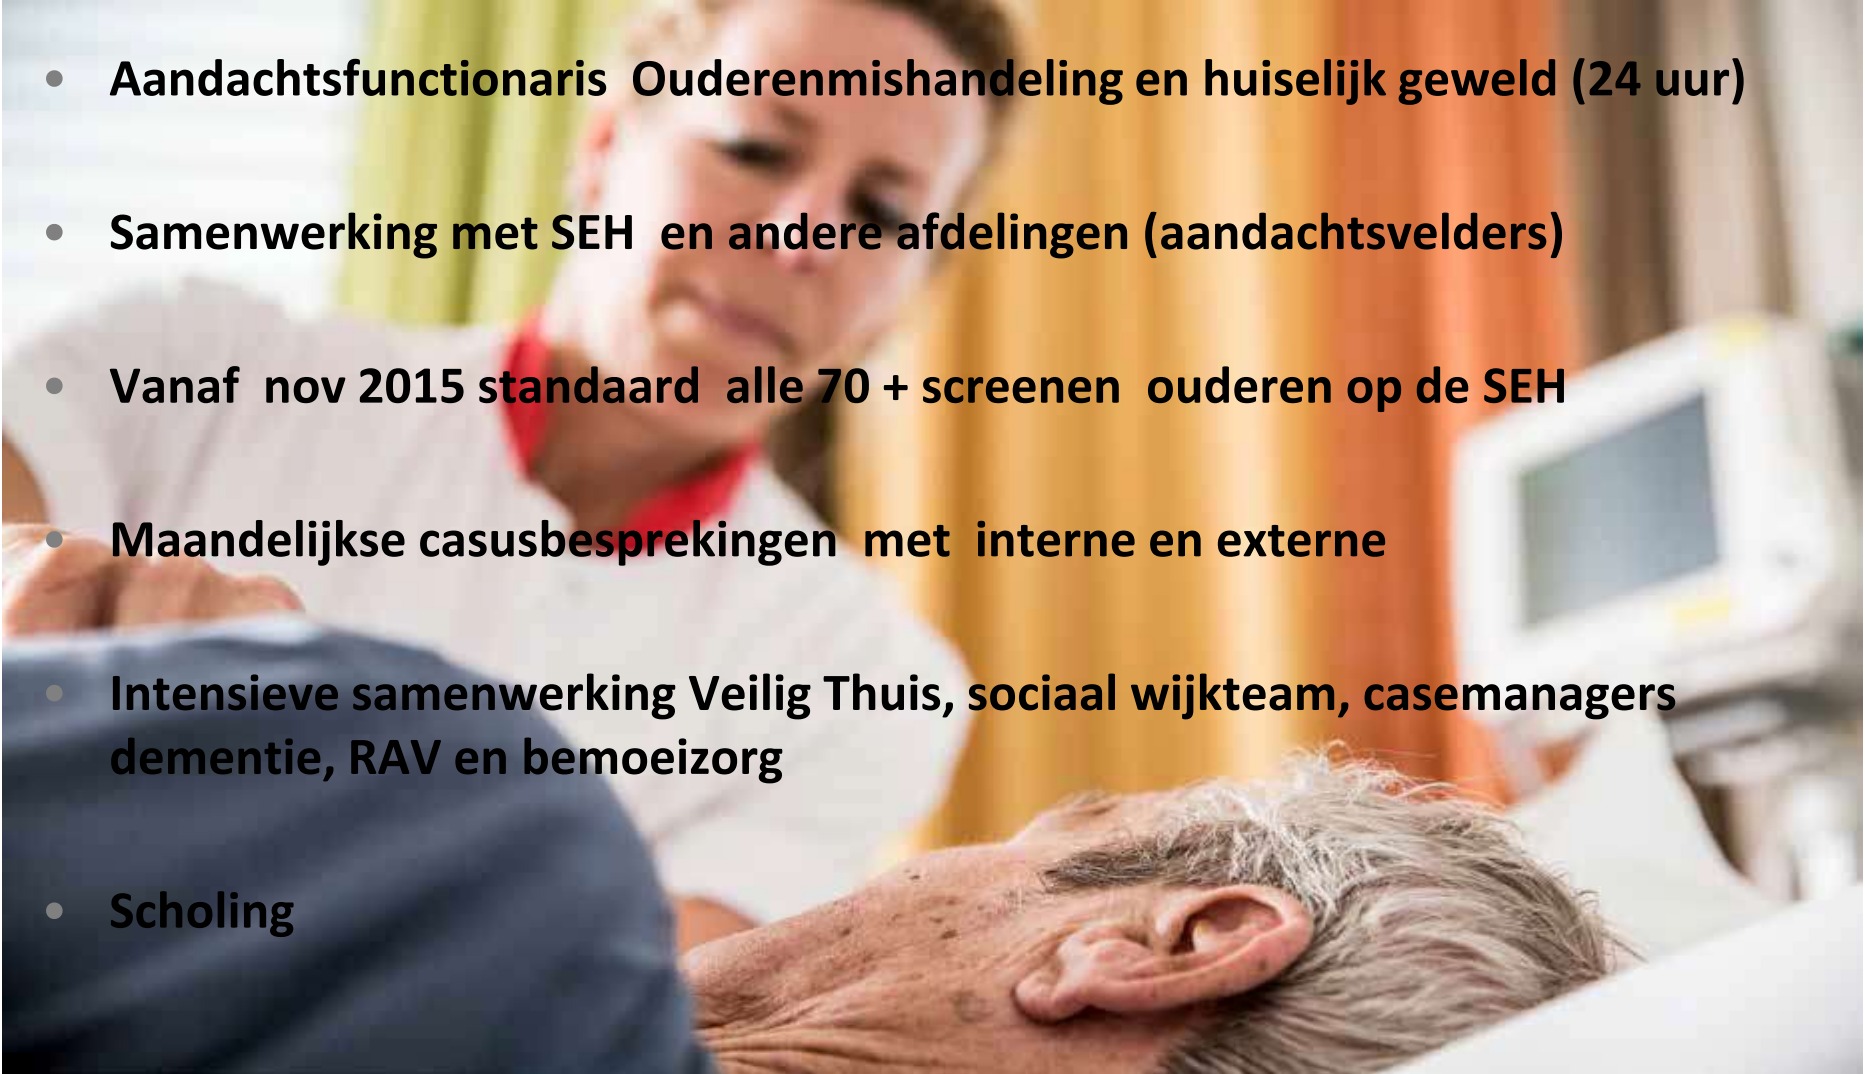 • Aandachtsfunctionaris Ouderenmishandeling en huiselijk geweld (24 uur)
• Samenwerking met SEH en andere afdelingen (aandachtsvelders)
• Vanaf nov 2015 standaard alle 70 + screenen ouderen op de SEH
• Maandelijkse casusbesprekingen met interne en externe
• Intensieve samenwerking Veilig Thuis, sociaal wijkteam, casemanagers
dementie, RAV en bemoeizorg
• Scholing